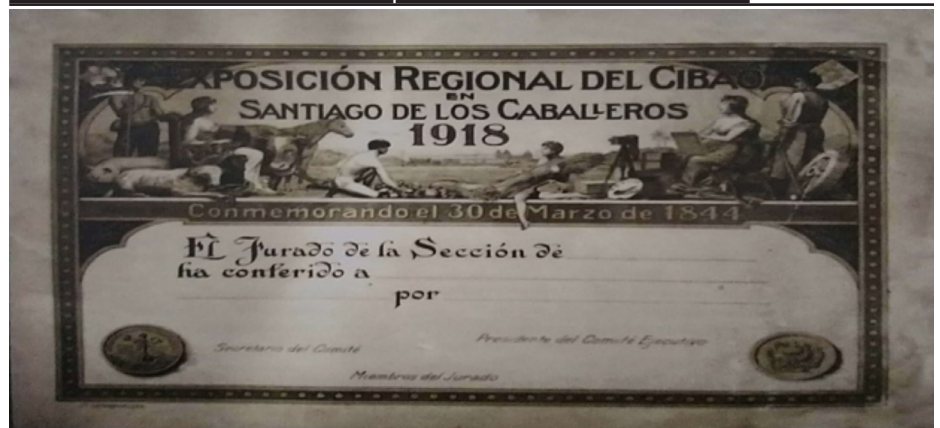 EXPOSICIÓN REGIONAL DEL CIBAO
EN
SANTIAGO DE LOS CABALLEROS
1918
Conmemorando el 30 de Marzo de 1844
El Jurado de la Sección de
ha conferido a
por
Secretario del Comité
Presidente del Comité Ejecutivo
Miembros del Jurado